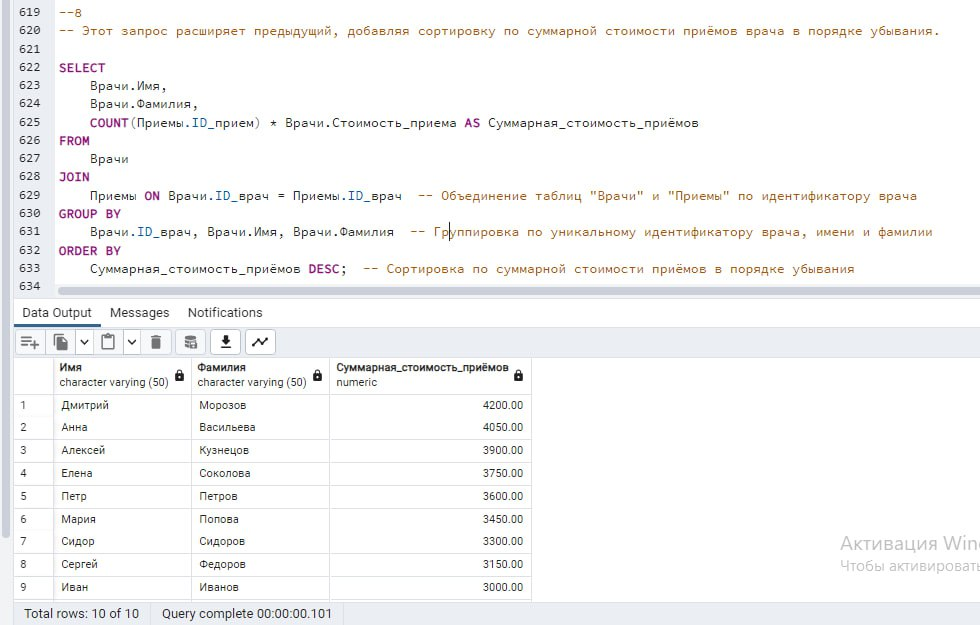 619 --8
620 -- Этот запрос расширяет предыдущий, добавляя сортировку по суммарной стоимости приёмов врача в порядке убывания.
621
622 SELECT
623 Врачи.Имя,
624 Врачи.Фамилия,
625 COUNT(Приемы.ID_прием) * Врачи.Стоимость_приема AS Суммарная_стоимость_приёмов
626 FROM
627 Врачи
628 JOIN
629 Приемы ON Врачи.ID_врач = Приемы.ID_врач -- Объединение таблиц "Врачи" и "Приемы" по идентификатору врача
630 GROUP BY
631 Врачи.ID_врач, Врачи.Имя, Врачи.Фамилия -- Группировка по уникальному идентификатору врача, имени и фамилии
632 ORDER BY
633 Суммарная_стоимость_приёмов DESC; -- Сортировка по суммарной стоимости приёмов в порядке убывания
634
Data Output Messages Notifications
Имя Фамилия Суммарная_стоимость_приёмов
character varying (50) character varying (50) numeric
1 Дмитрий Морозов 4200.00
2 Анна Васильева 4050.00
3 Алексей Кузнецов 3900.00
4 Елена Соколова 3750.00
5 Петр Петров 3600.00
6 Мария Попова 3450.00
7 Сидор Сидоров 3300.00
8 Сергей Федоров 3150.00
9 Иван Иванов 3000.00
Активация Win
Чтобы активировать
Total rows: 10 of 10 Query complete 00:00:00.101